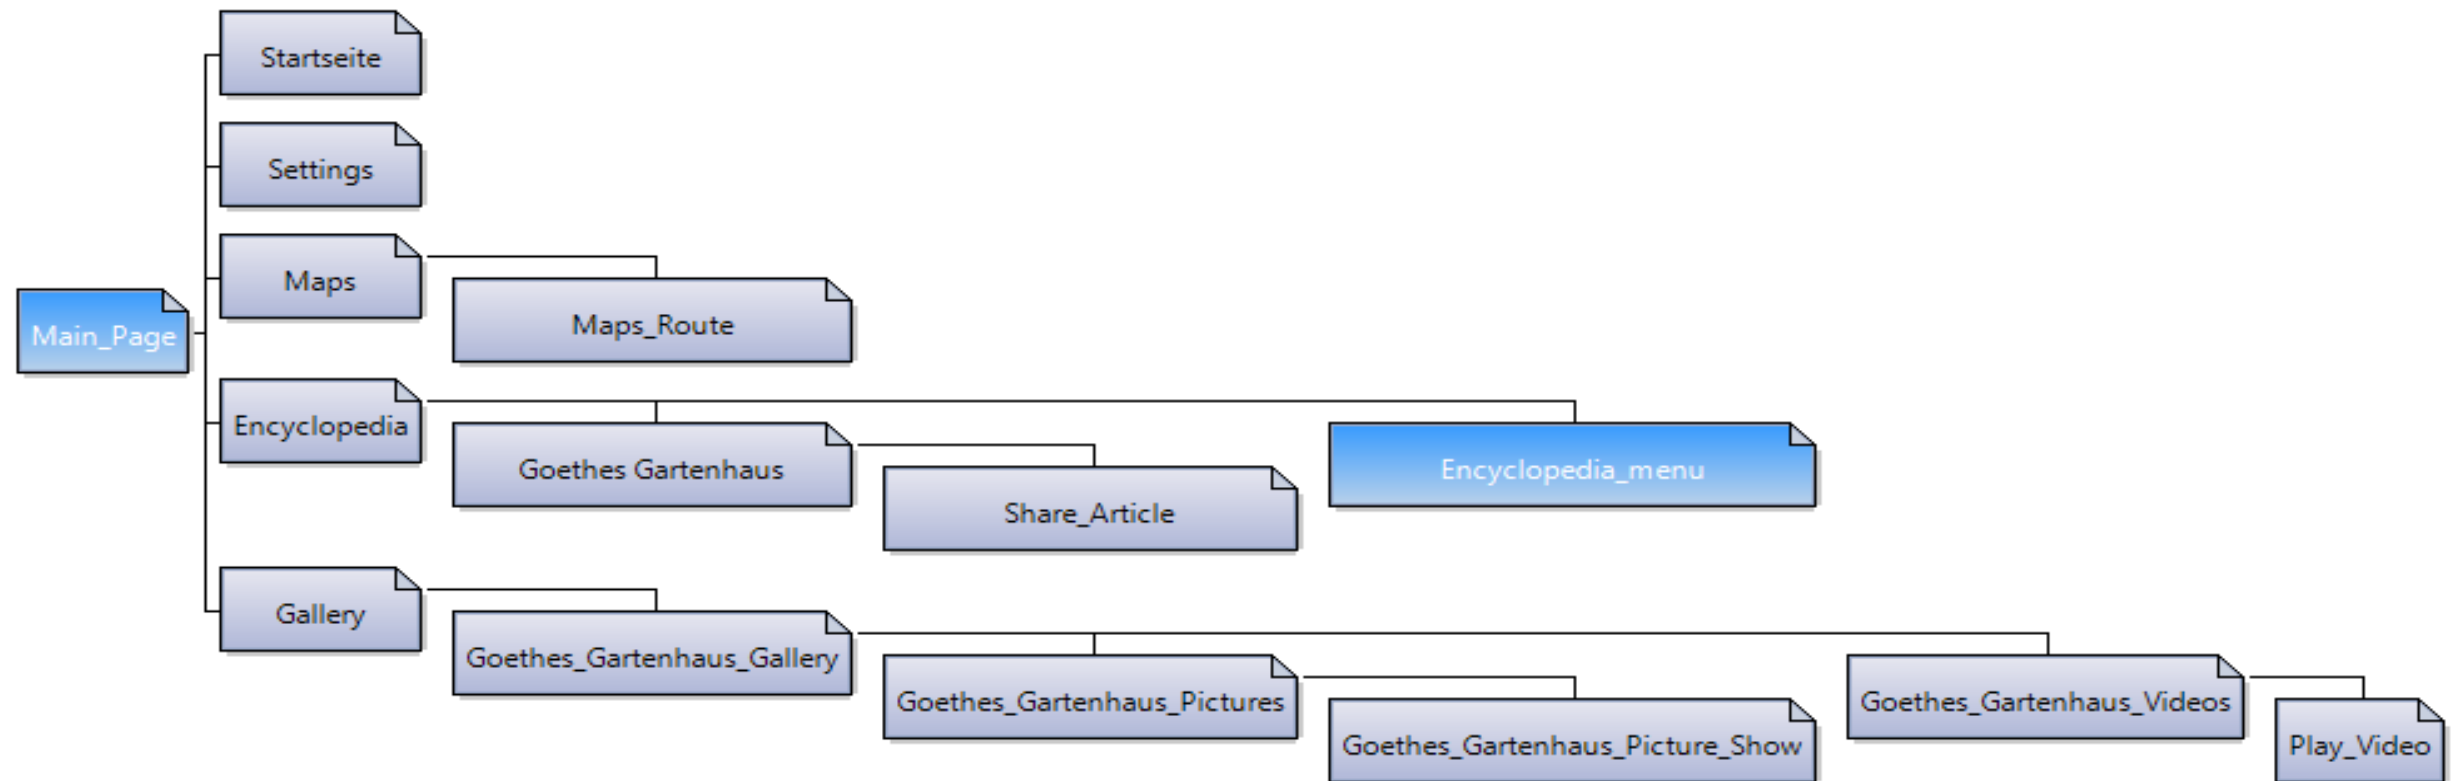 Startseite
Settings
Maps
Maps_Route
Main_Page
Encyclopedia
Goethes Gartenhaus
Share_Article
Encyclopedia_menu
Gallery
Goethes_Gartenhaus_Gallery
Goethes_Gartenhaus_Pictures
Goethes_Gartenhaus_Picture_Show
Goethes_Gartenhaus_Videos
Play_Video